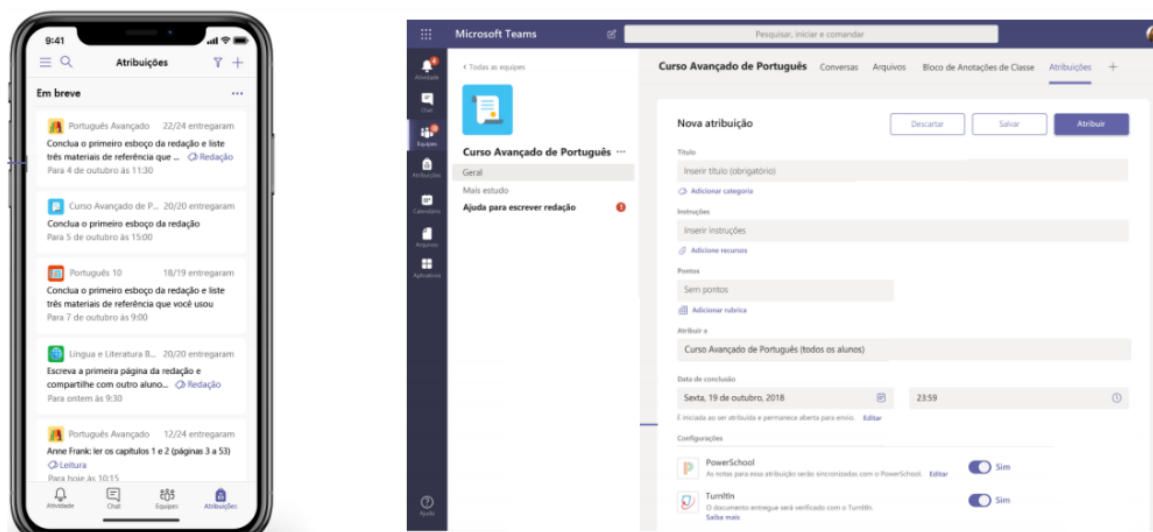 9:41
Atribuições
Em breve
Português Avançado 22/24 entregaram
Conclua o primeiro esboço da redação e liste
três materiais de referência que ... Redação
Para 4 de outubro às 11:30
Curso Avançado de P... 20/20 entregaram
Conclua o primeiro esboço da redação
Para 5 de outubro às 15:00
Português 10 18/19 entregaram
Conclua o primeiro esboço da redação e liste
três materiais de referência que você usou
Para 7 de outubro às 9:00
Língua e Literatura B... 20/20 entregaram
Escreva a primeira página da redação e
compartilhe com outro aluno... Redação
Para ontem às 9:30
Português Avançado 12/24 entregaram
Anne Frank: ler os capítulos 1 e 2 (páginas 3 a 53)
Leitura
Para hoje às 10:15
Atividade Chat Equipes Atribuições
Microsoft Teams
Pesquisar, iniciar e comandar
Atividade
Chat
Equipes
Atribuições
Calendário
Arquivos
Aplicativos
Ajuda
< Todas as equipes
Curso Avançado de Português ...
Geral
Mais estudo
Ajuda para escrever redação
Curso Avançado de Português Conversas Arquivos Bloco de Anotações de Classe Atribuições +
Nova atribuição
Descartar Salvar Atribuir
Título
Inserir título (obrigatório)
Adicionar categoria
Instruções
Inserir instruções
Adicione recursos
Pontos
Sem pontos
Adicionar rubrica
Atribuir a
Curso Avançado de Português (todos os alunos)
Data de conclusão
Sexta, 19 de outubro, 2018 23:59
É iniciada ao ser atribuída e permanece aberta para envio. Editar
Configurações
PowerSchool
As notas para essa atribuição serão sincronizadas com o PowerSchool. Editar
Sim
TurnItIn
O documento entregue será verificado com o TurnItIn.
Saiba mais
Sim